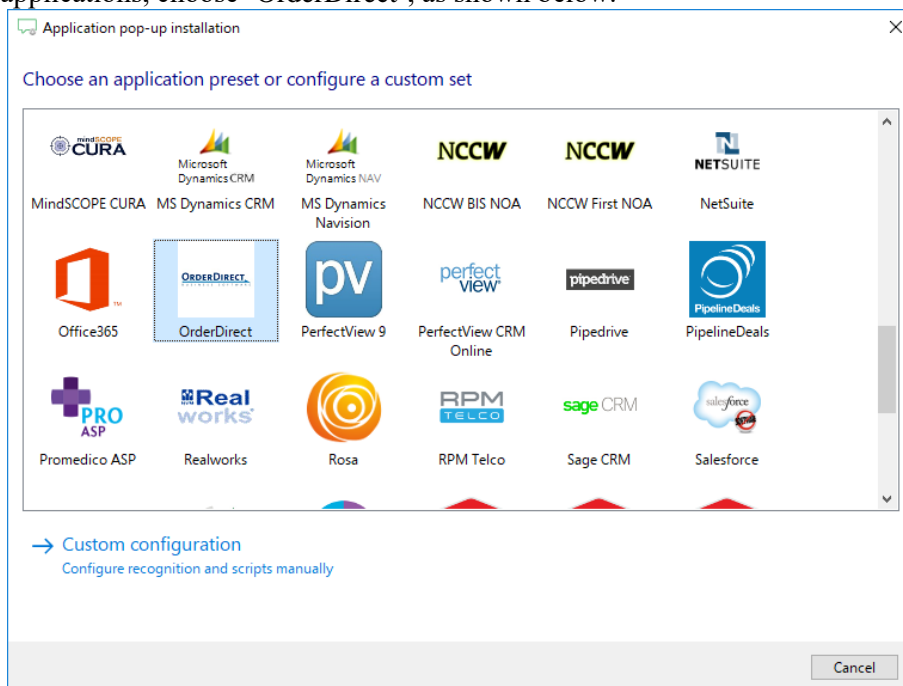 applications, choose "OrderDirect", as shown below:
Application pop-up installation
Choose an application preset or configure a custom set
mindSCOPE
CURA
Microsoft
Dynamics CRM
Microsoft
Dynamics NAV
NCCW
NCCW
N
NETSUITE
MindSCOPE CURA
MS Dynamics CRM
MS Dynamics
Navision
NCCW BIS NOA
NCCW First NOA
NetSuite
TM
ORDERDIRECT
BUSINESS SOFTWARE
pv
perfect
view
pipedrive
PipelineDeals
Office365
OrderDirect
PerfectView 9
PerfectView CRM
Online
Pipedrive
PipelineDeals
PRO
ASP
Real
works
RPM
TELCO
sage CRM
salesforce
Promedico ASP
Realworks
Rosa
RPM Telco
Sage CRM
Salesforce
Custom configuration
Configure recognition and scripts manually
Cancel